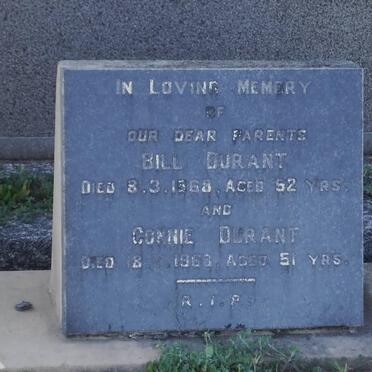 IN LOVING MEMORY
OF
OUR DEAR PARENTS
BILL DURANT
DIED 8.3.1968, AGED 52 YRS.
AND
CONNIE DURANT
DIED 18 AGED 51 YRS.
R.I.P.